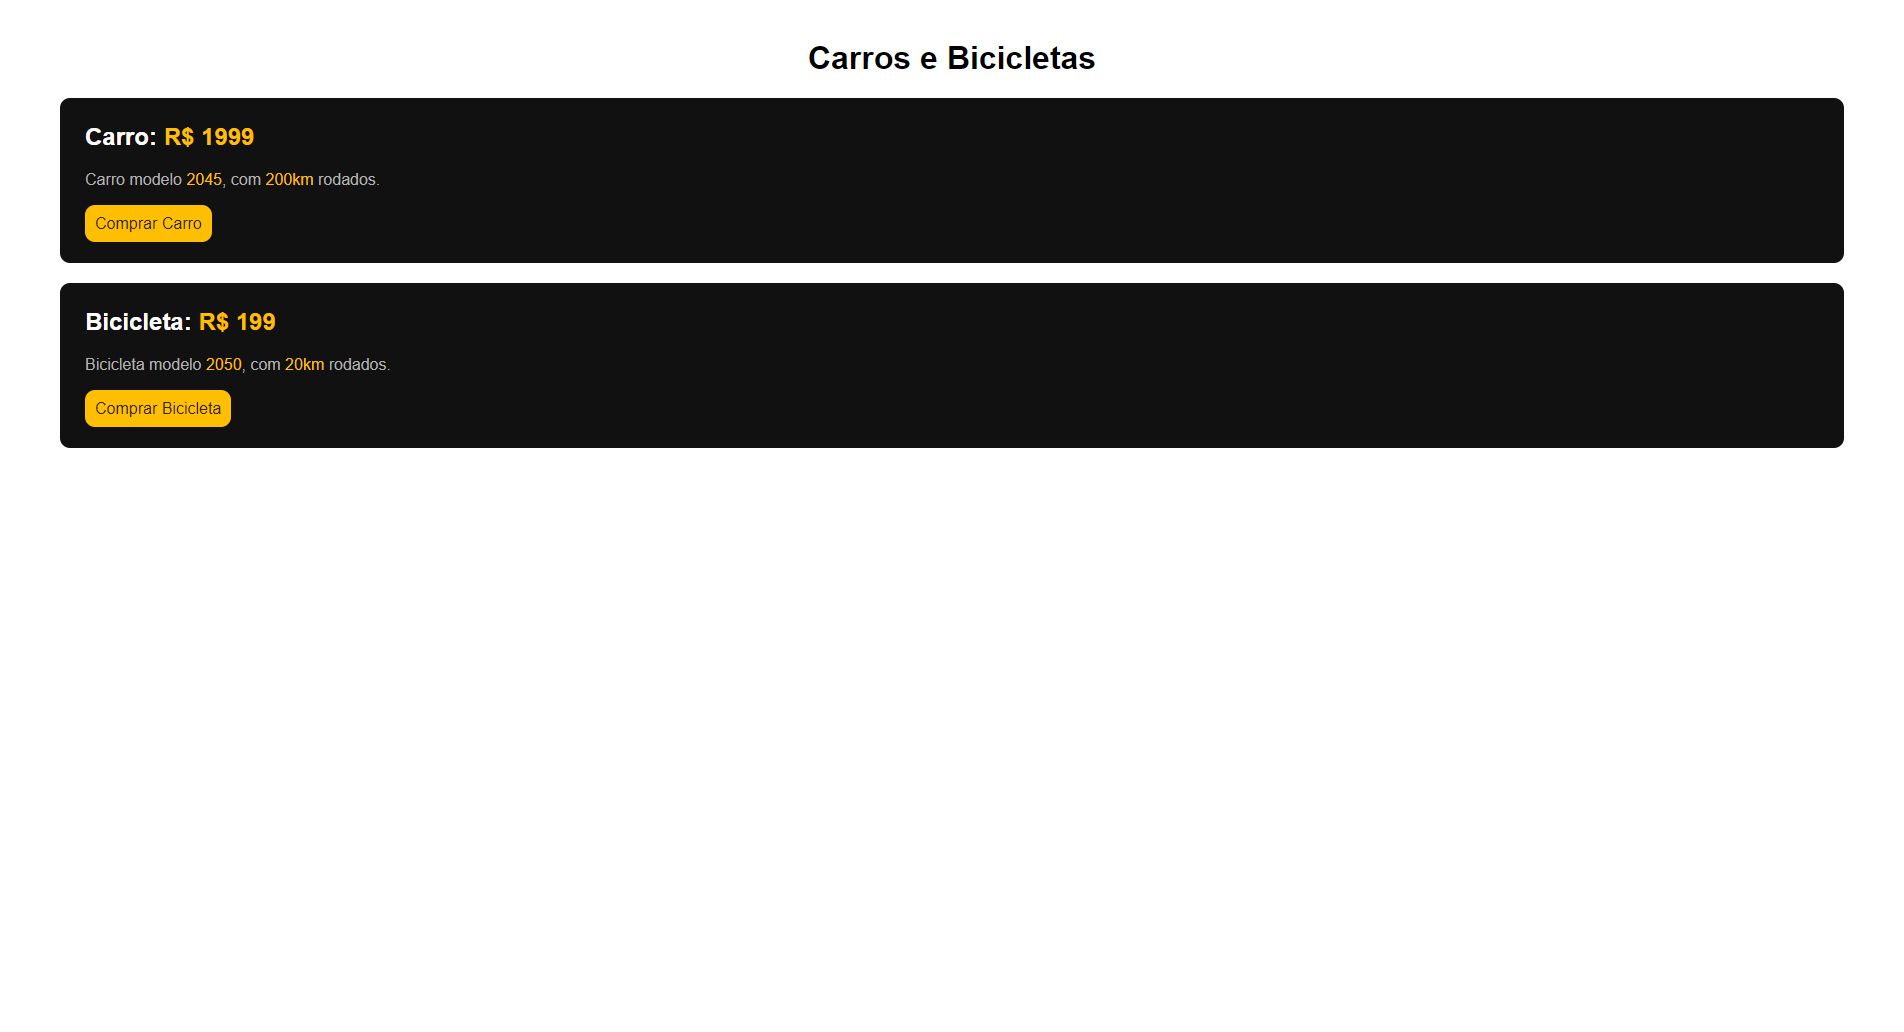 Carros e Bicicletas
Carro: R$ 1999
Carro modelo 2045, com 200km rodados.
Comprar Carro
Bicicleta: R$ 199
Bicicleta modelo 2050, com 20km rodados.
Comprar Bicicleta